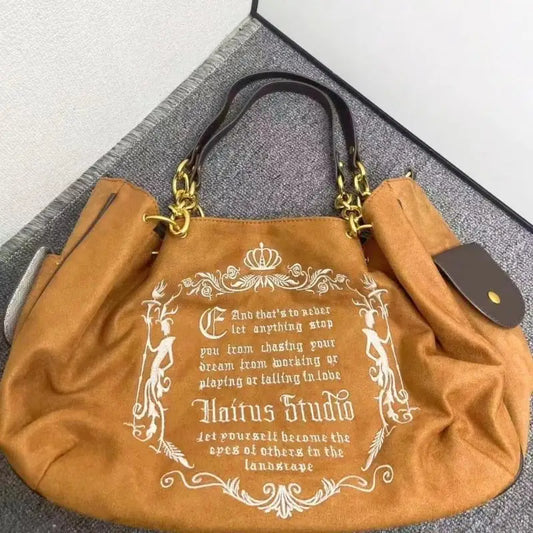 E And that's to never
let anything stop
you from chasing your
dream from working or
playing or falling in love
Haitus Studio
let yourself become the
eyes of others in the
landscape